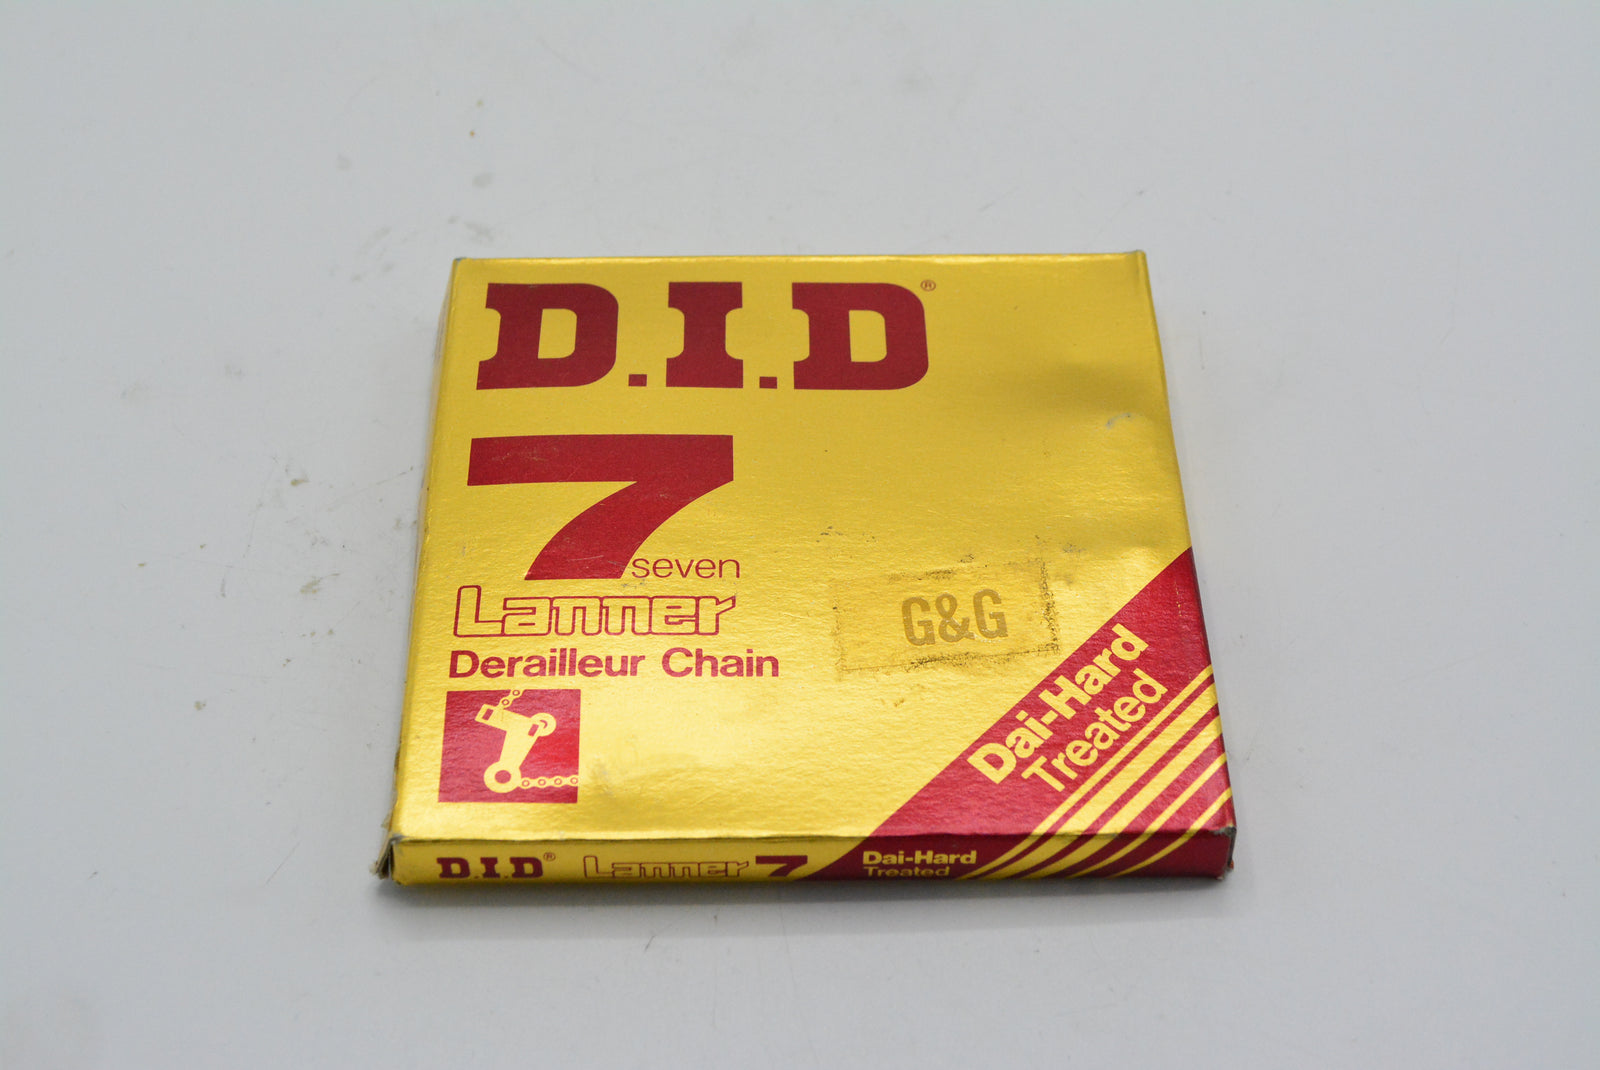 D.I.D®
7
seven
Lanner
Derailleur Chain
G&G
Dai-Hard
Treated
D.I.D® Lanner 7 Dai-Hard
Treated